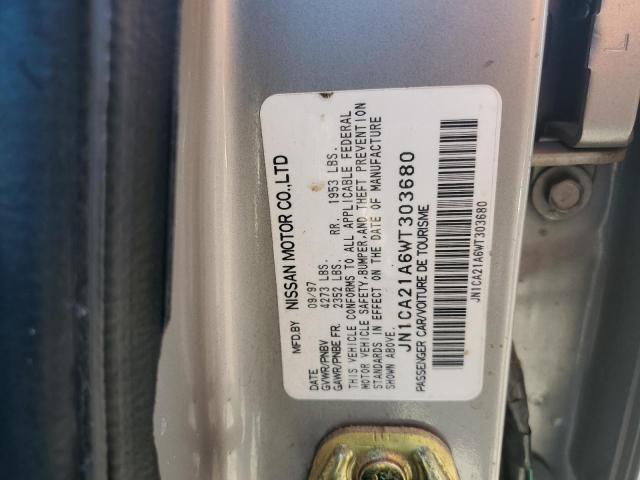 MFD.BY NISSAN MOTOR CO.,LTD
DATE 09/97
GVWR/PNBV 4273 LBS.
GAWR/PNBE FR. 2352 LBS. RR. 1953 LBS.
THIS VEHICLE CONFORMS TO ALL APPLICABLE FEDERAL
MOTOR VEHICLE SAFETY,BUMPER,AND THEFT PREVENTION
STANDARDS IN EFFECT ON THE DATE OF MANUFACTURE
SHOWN ABOVE.
JN1CA21A6WT303680
PASSENGER CAR/VOITURE DE TOURISME
JN1CA21A6WT303680